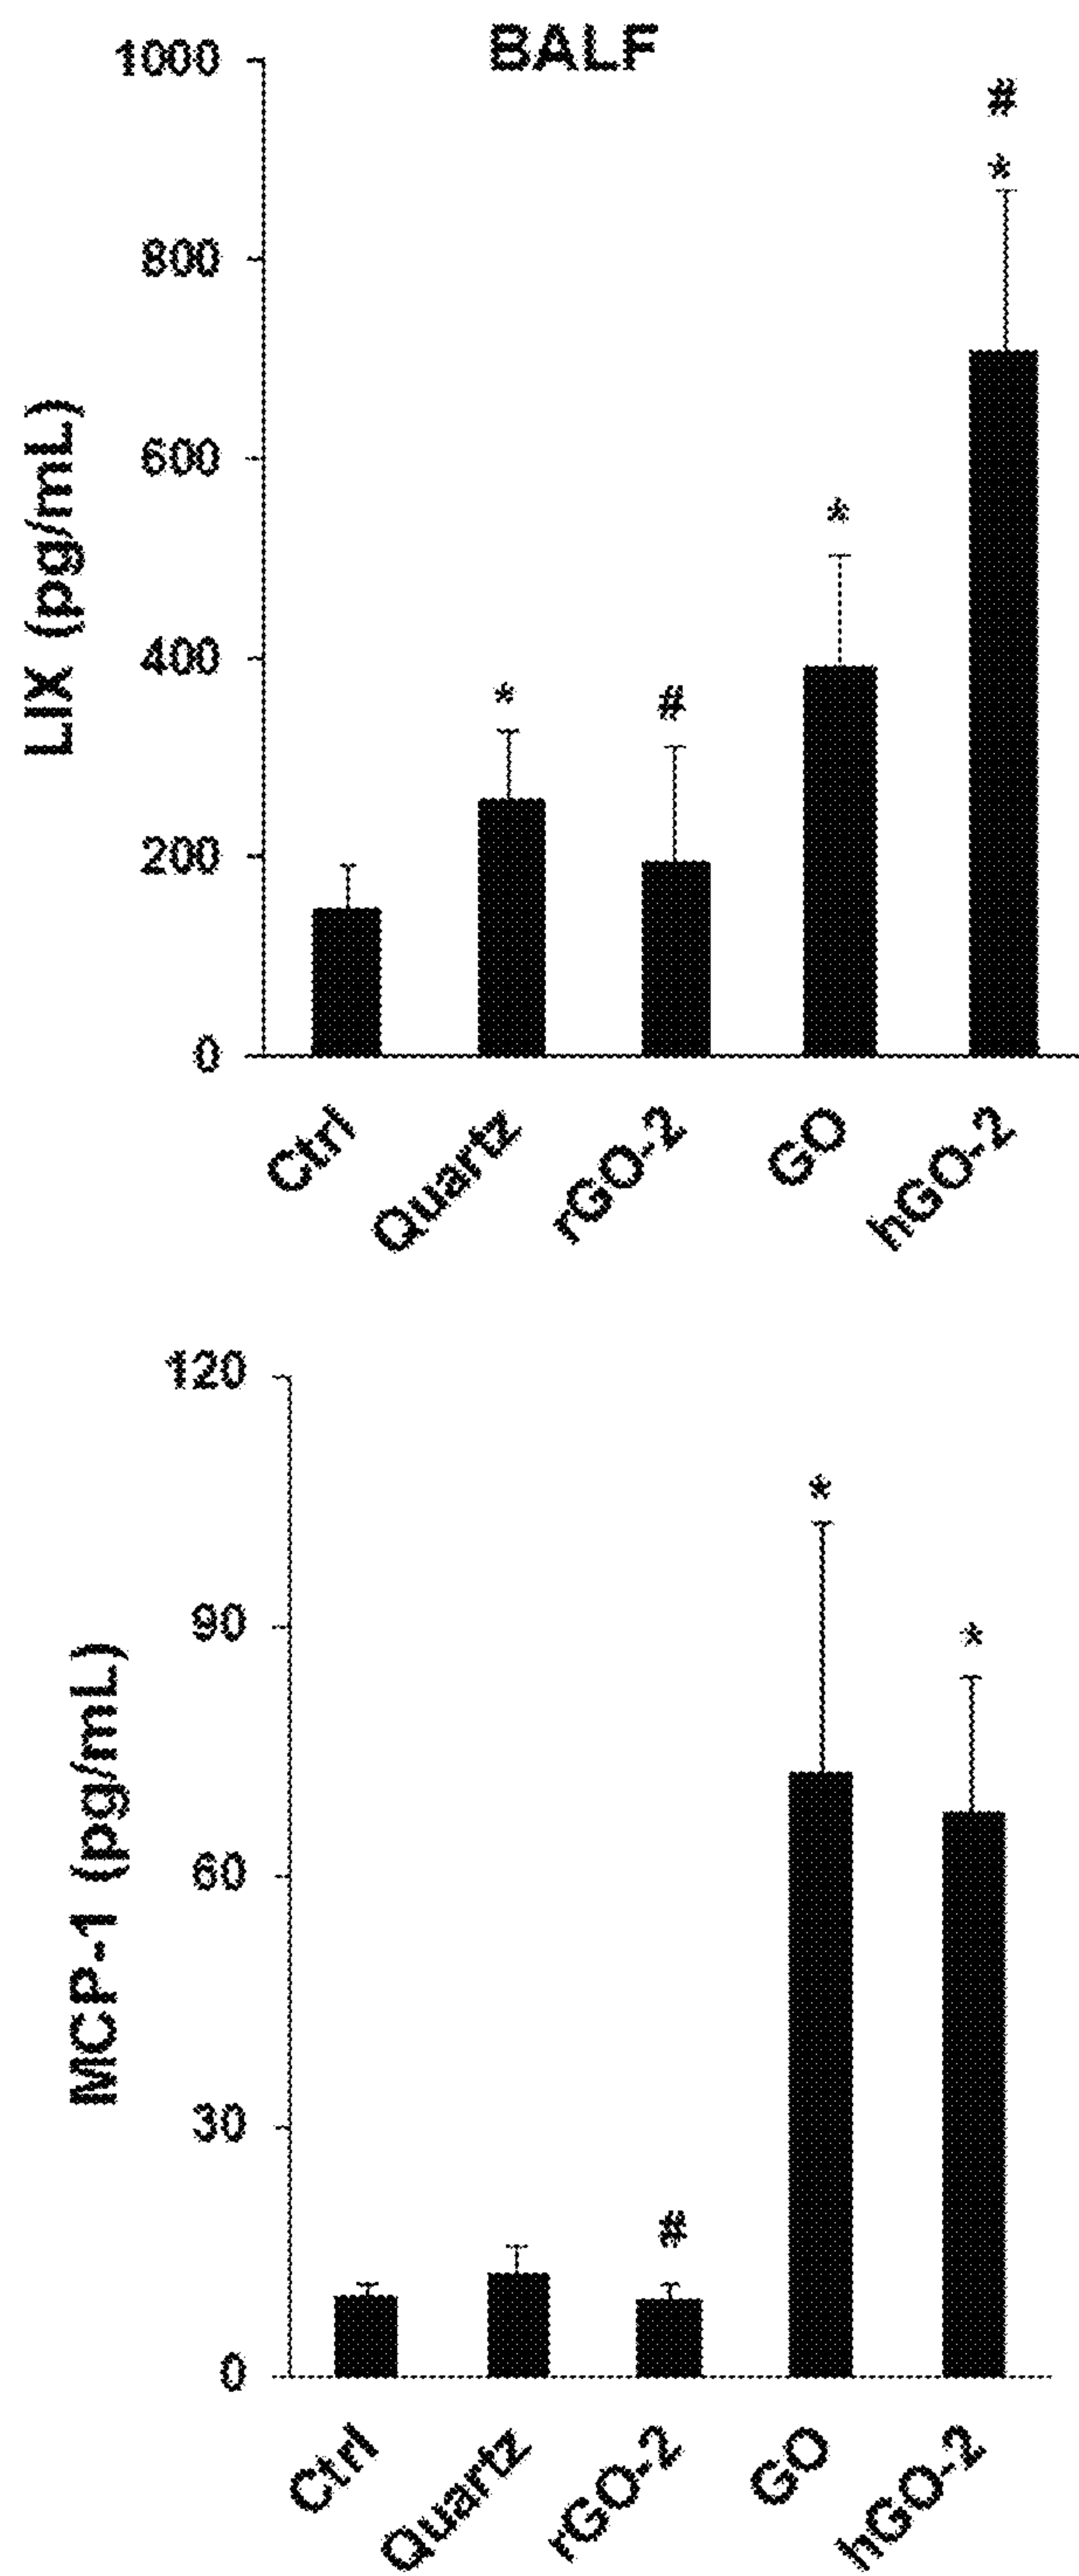 BALF
1000
800
600
400
200
0
LIX (pg/mL)
*
#
*
#
*
Ctrl
Quartz
rGO-2
GO
hGO-2
120
90
60
30
0
MCP-1 (pg/mL)
#
*
*
Ctrl
Quartz
rGO-2
GO
hGO-2